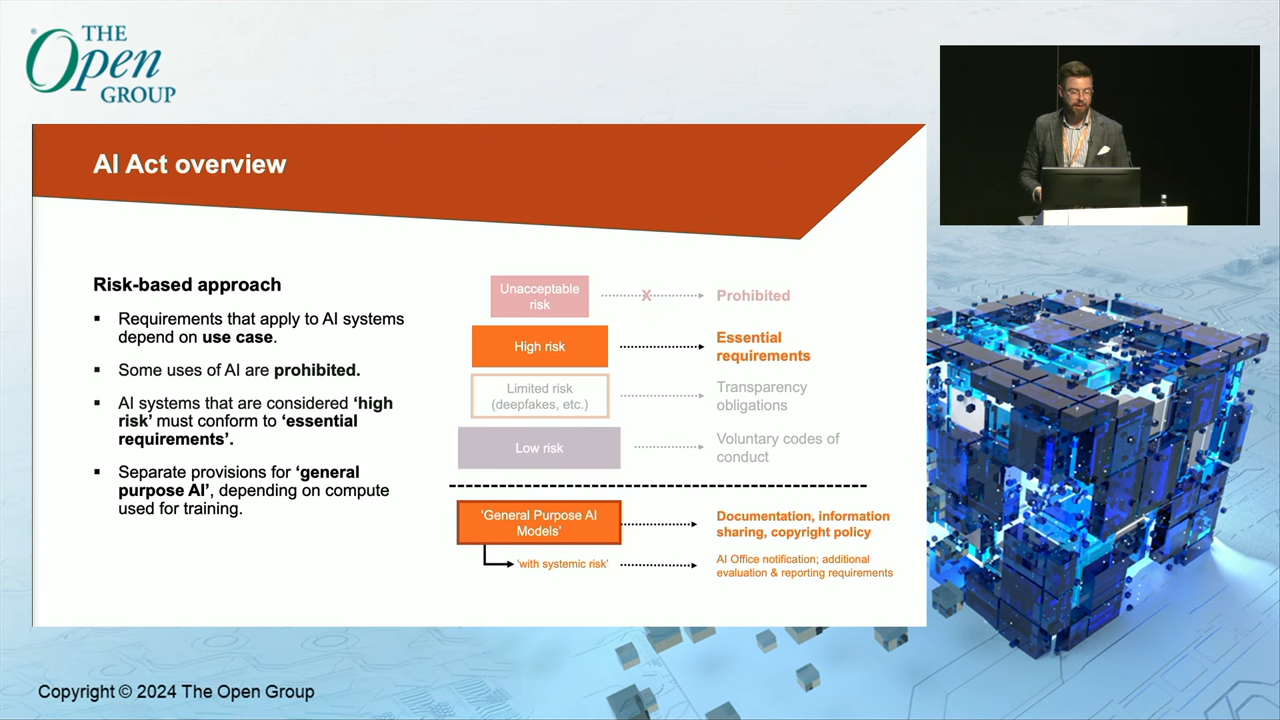 THE
Open
GROUP
AI Act overview
Risk-based approach
▪ Requirements that apply to AI systems
depend on use case.
▪ Some uses of AI are prohibited.
▪ AI systems that are considered ‘high
risk’ must conform to ‘essential
requirements’.
▪ Separate provisions for ‘general
purpose AI’, depending on compute
used for training.
Unacceptable
risk
X
Prohibited
High risk
Essential
requirements
Limited risk
(deepfakes, etc.)
Transparency
obligations
Low risk
Voluntary codes of
conduct
'General Purpose AI
Models’
Documentation, information
sharing, copyright policy
'with systemic risk’
AI Office notification; additional
evaluation & reporting requirements
Copyright © 2024 The Open Group